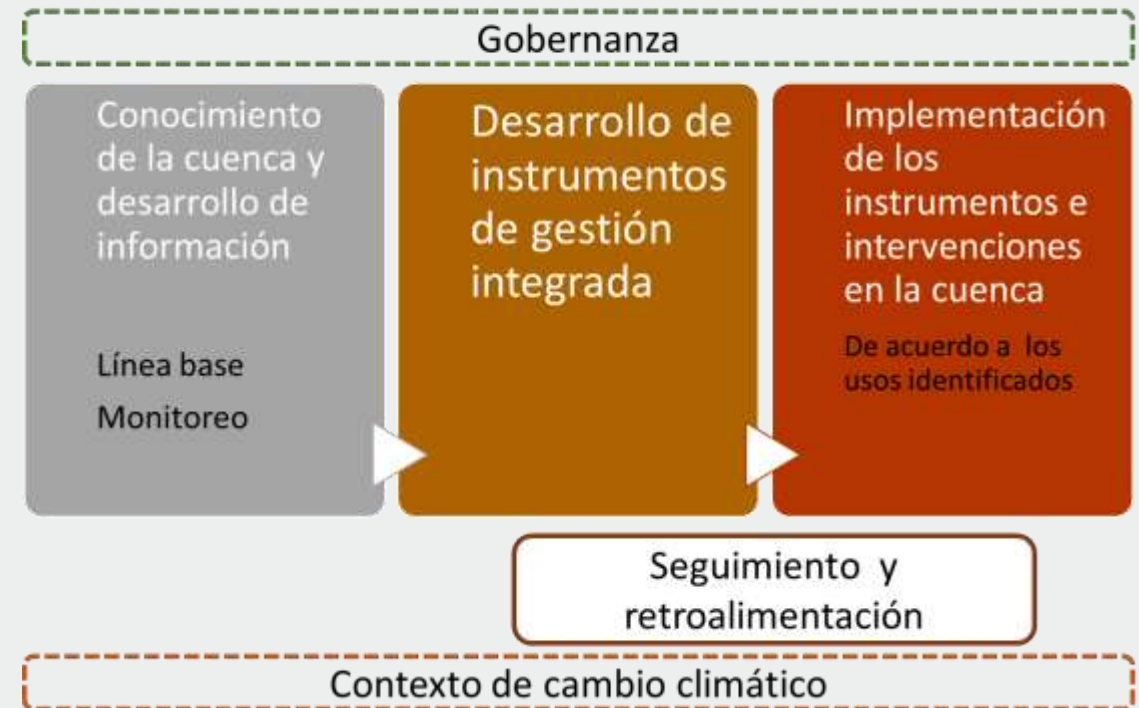 Gobernanza
Conocimiento
de la cuenca y
desarrollo de
información
Línea base
Monitoreo
Desarrollo de
instrumentos
de gestión
integrada
Implementación
de los
instrumentos e
intervenciones
en la cuenca
De acuerdo a los
usos identificados
Seguimiento y
retroalimentación
Contexto de cambio climático